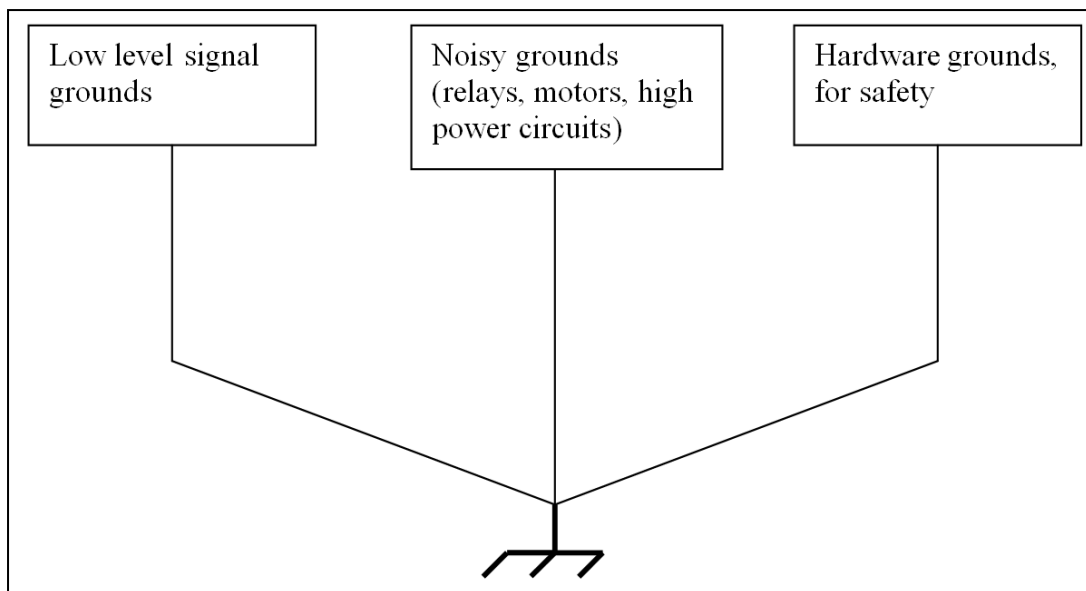 Low level signal
grounds
Noisy grounds
(relays, motors, high
power circuits)
Hardware grounds,
for safety